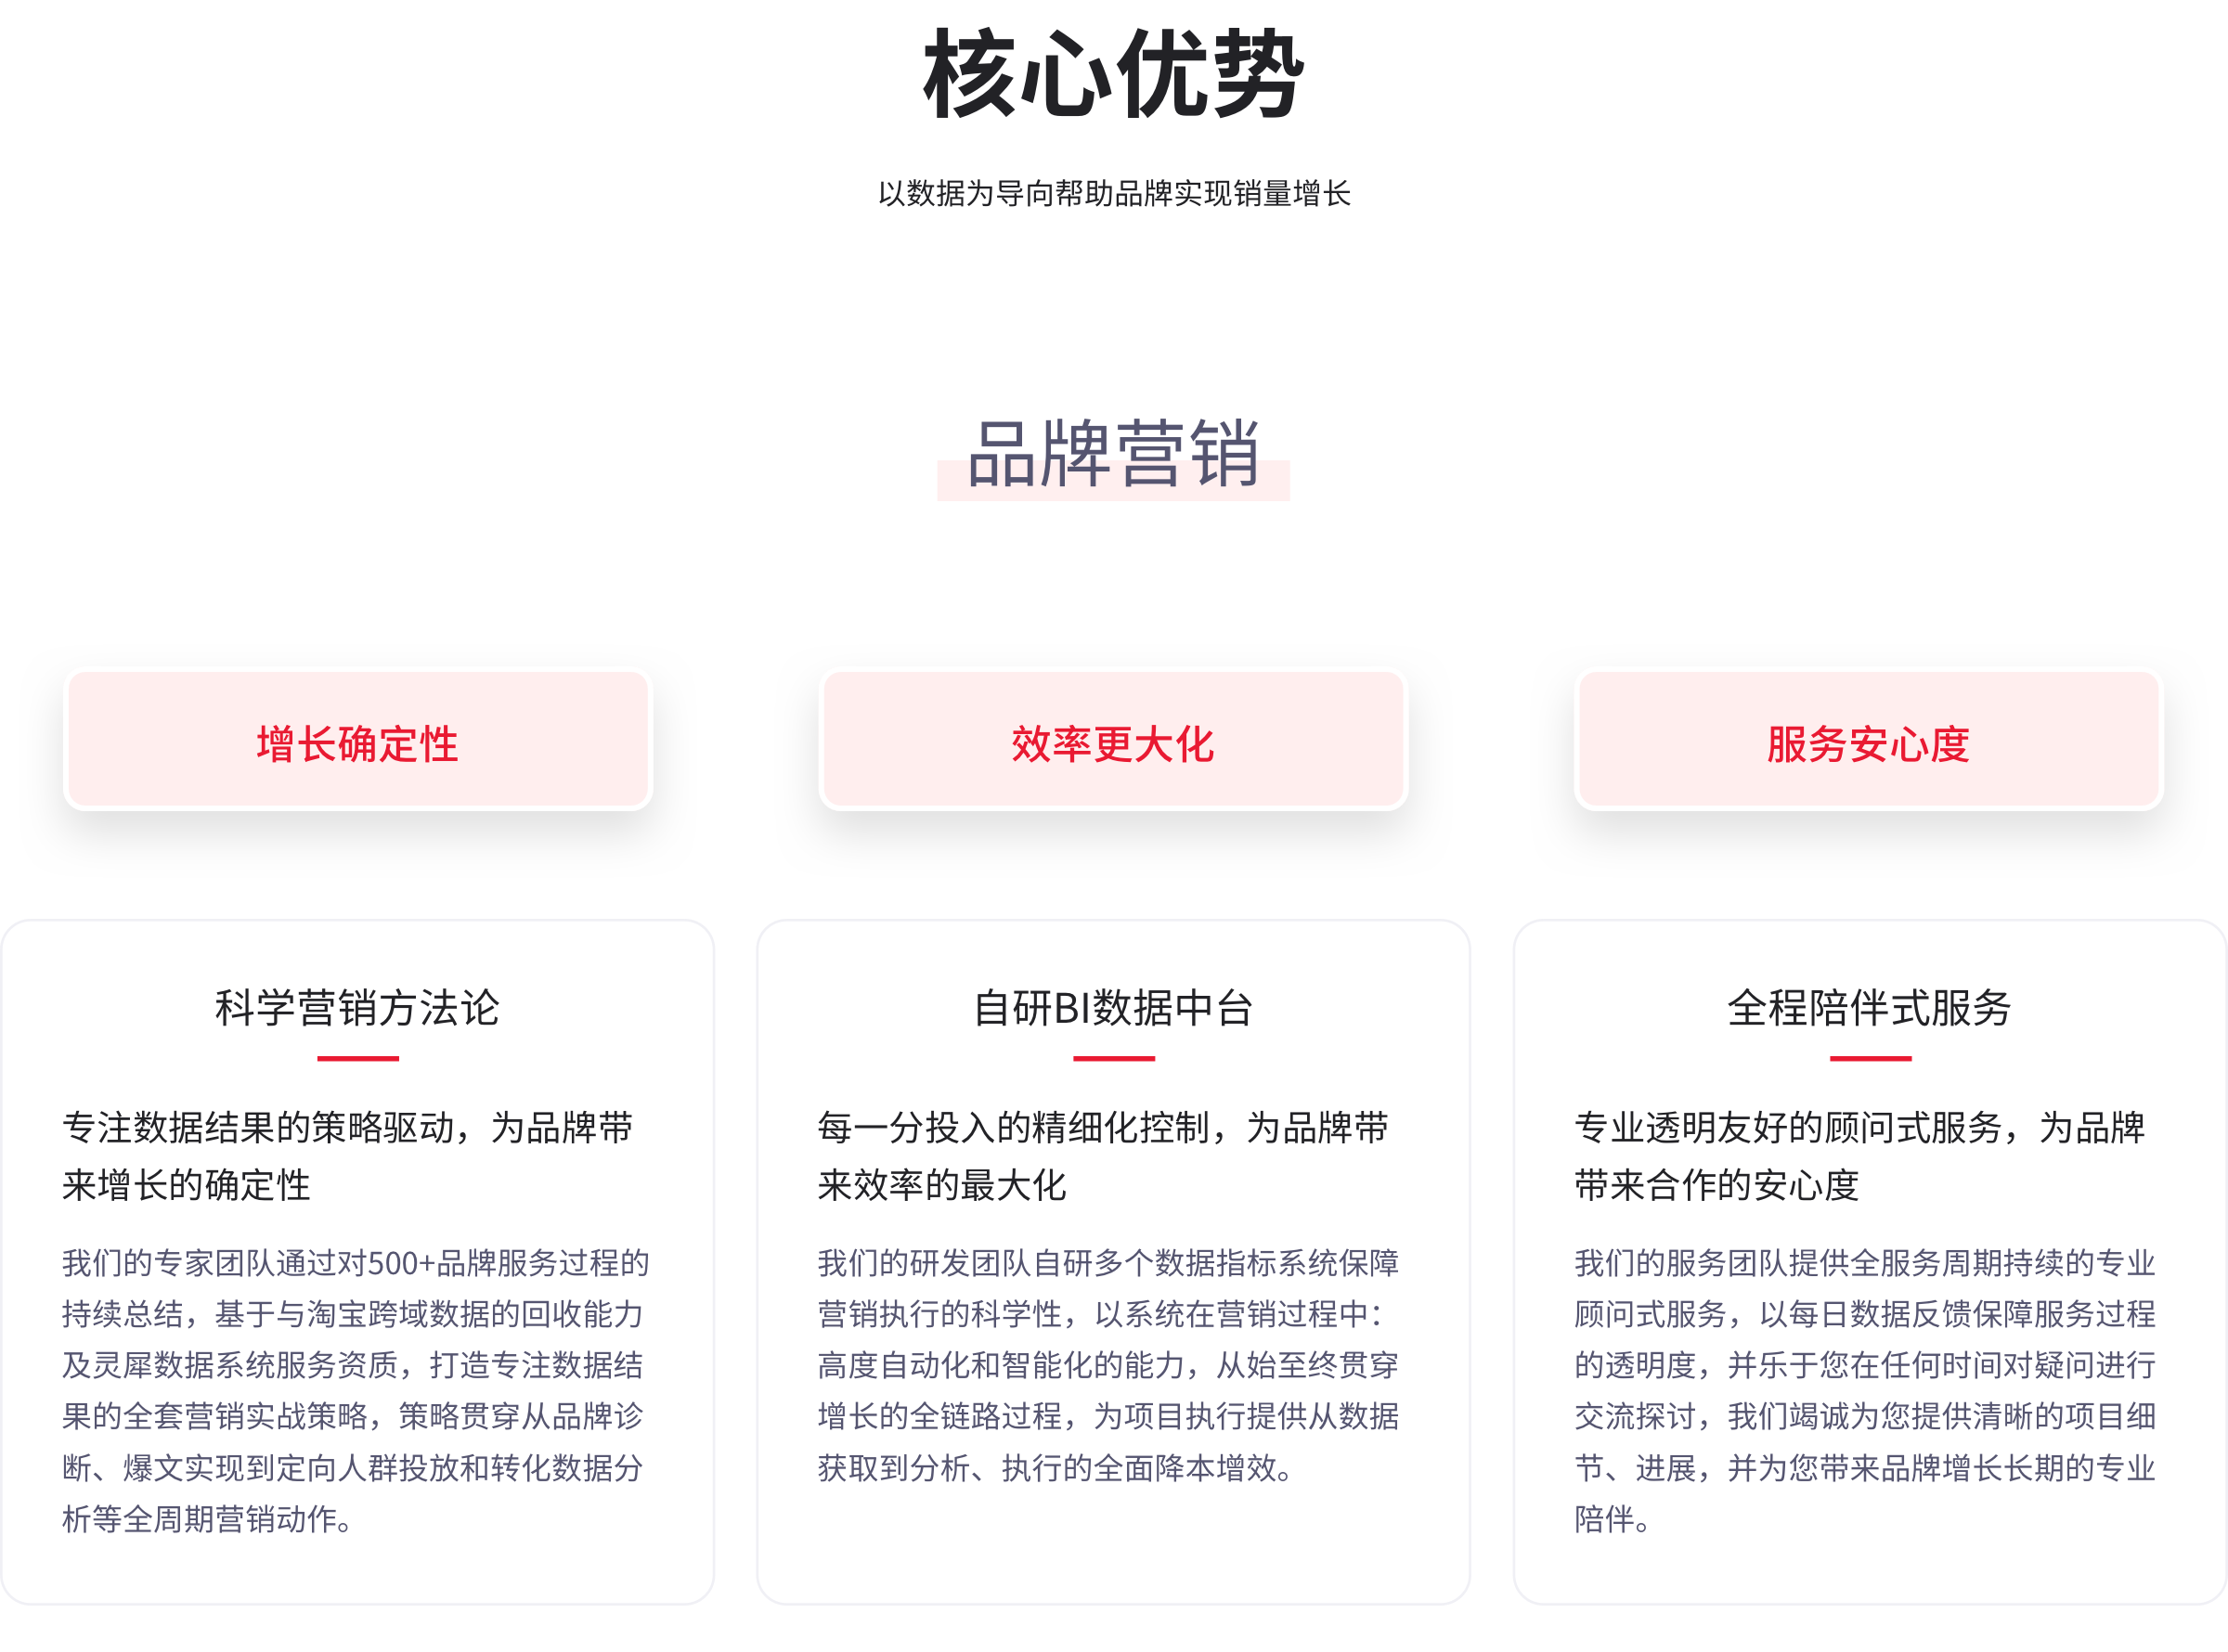 核心优势
以数据为导向帮助品牌实现销量增长
品牌营销
增长确定性
效率更大化
服务安心度
科学营销方法论
专注数据结果的策略驱动，为品牌带
来增长的确定性
我们的专家团队通过对500+品牌服务过程的
持续总结，基于与淘宝跨域数据的回收能力
及灵犀数据系统服务资质，打造专注数据结
果的全套营销实战策略，策略贯穿从品牌诊
断、爆文实现到定向人群投放和转化数据分
析等全周期营销动作。
自研BI数据中台
每一分投入的精细化控制，为品牌带
来效率的最大化
我们的研发团队自研多个数据指标系统保障
营销执行的科学性，以系统在营销过程中：
高度自动化和智能化的能力，从始至终贯穿
增长的全链路过程，为项目执行提供从数据
获取到分析、执行的全面降本增效。
全程陪伴式服务
专业透明友好的顾问式服务，为品牌
带来合作的安心度
我们的服务团队提供全服务周期持续的专业
顾问式服务，以每日数据反馈保障服务过程
的透明度，并乐于您在任何时间对疑问进行
交流探讨，我们竭诚为您提供清晰的项目细
节、进展，并为您带来品牌增长长期的专业
陪伴。